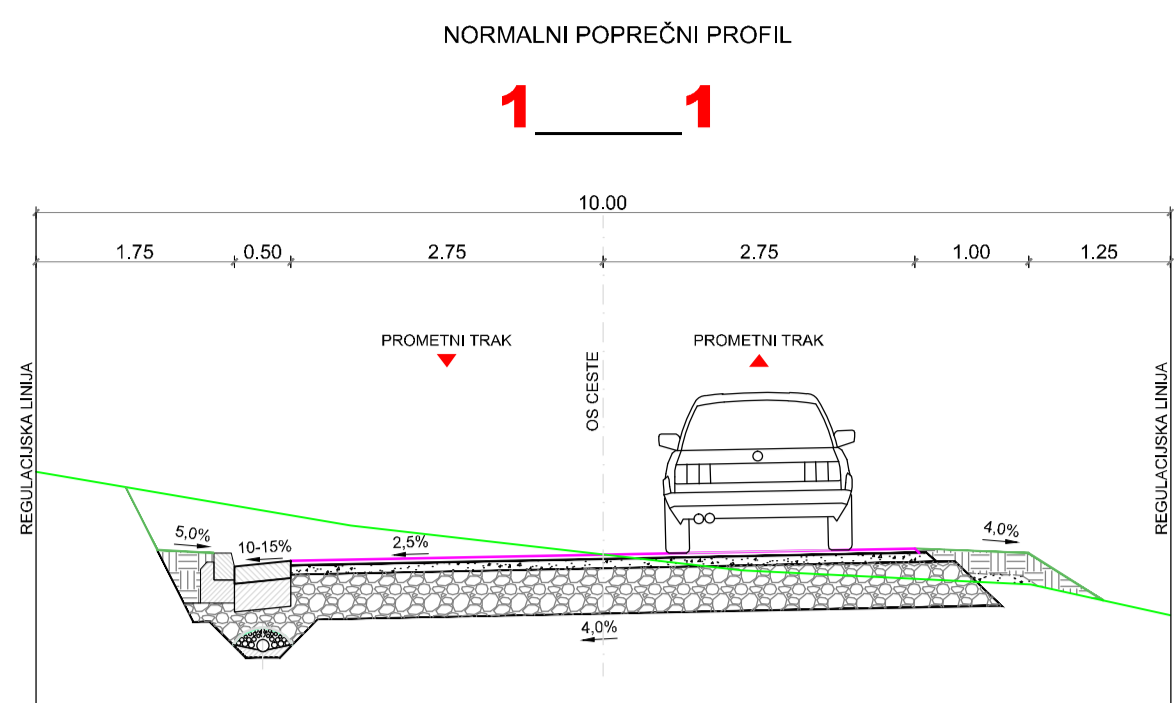 NORMALNI POPREČNI PROFIL
1 1
10.00
1.75 0.50 2.75 2.75 1.00 1.25
PROMETNI TRAK PROMETNI TRAK
REGULACIJSKA LINIJA
OS CESTE
REGULACIJSKA LINIJA
5,0% 10-15% 2,5% 4,0%
4,0%